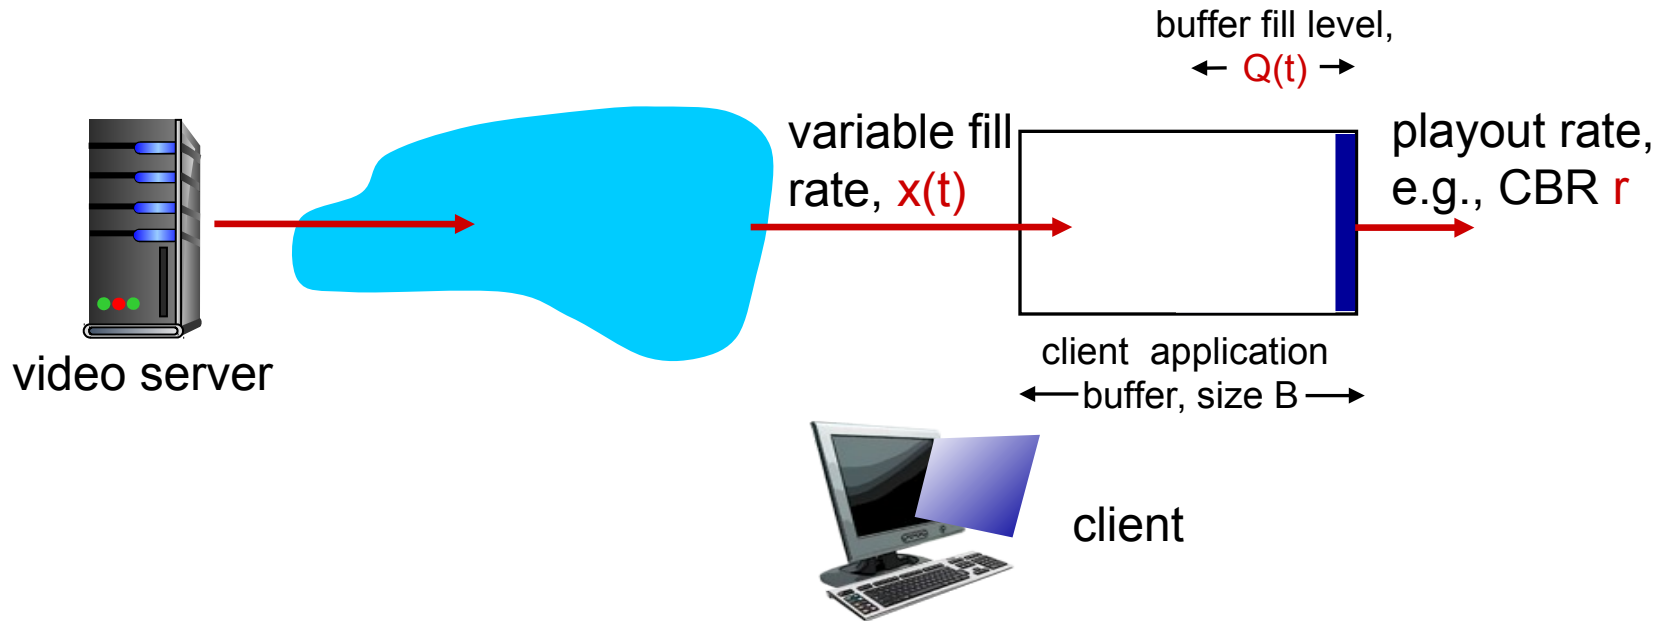 buffer fill level,
Q(t)
variable fill
rate, x(t)
playout rate,
e.g., CBR r
video server
client application
buffer, size B
client